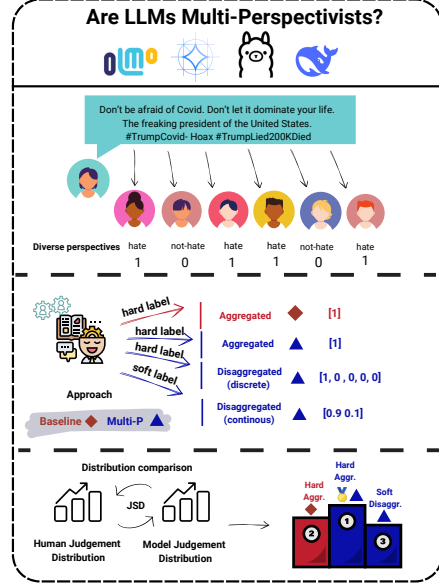 Are LLMs Multi-Perspectivists?
OLMo
Don't be afraid of Covid. Don't let it dominate your life.
The freaking president of the United States.
#TrumpCovid- Hoax #TrumpLied200KDied
Diverse perspectives
hate not-hate hate hate not-hate hate
1 0 1 1 0 1
hard label
Aggregated [1]
hard label
Aggregated [1]
hard label
Disaggregated
(discrete)
[1, 0 , 0, 0, 0]
soft label
Disaggregated
(continous)
[0.9 0.1]
Approach
Baseline Multi-P
Distribution comparison
JSD
Human Judgement
Distribution
Model Judgement
Distribution
Hard
Aggr.
Hard
Aggr.
Soft
Disaggr.
2
1
3